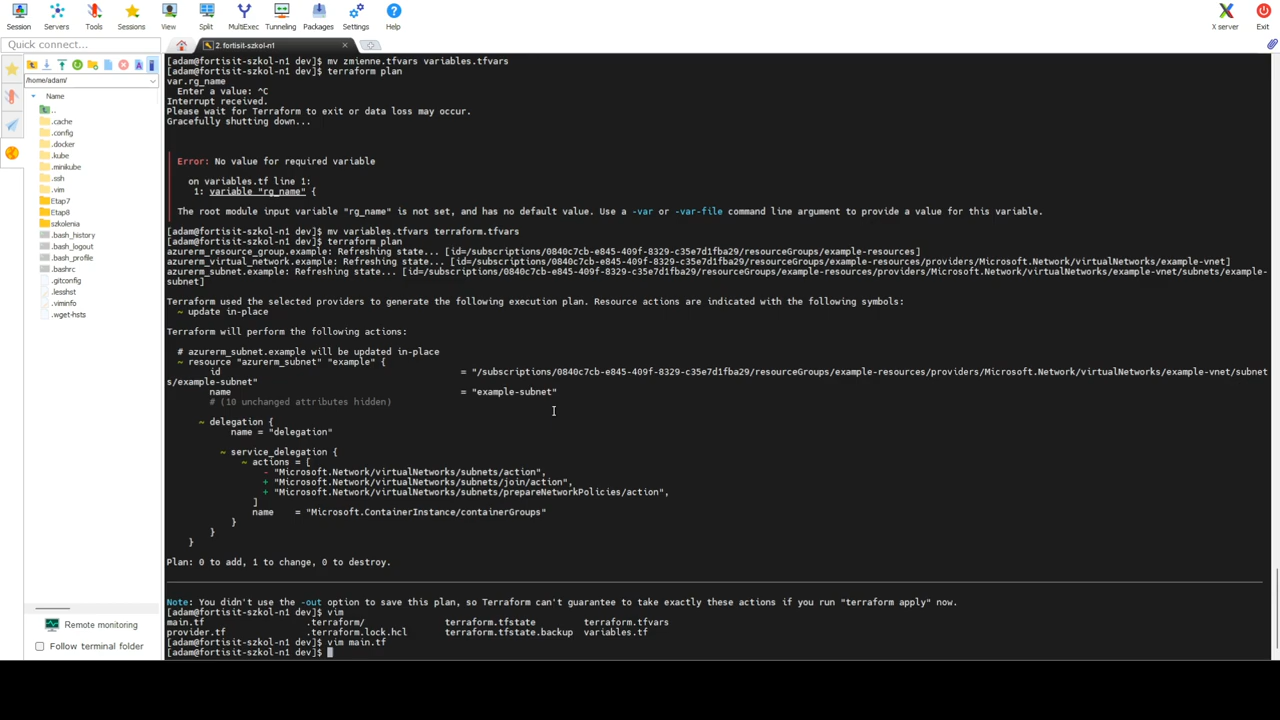 Session
Servers
Tools
Sessions
View
Split
MultiExec
Tunneling
Packages
Settings
Help
X server
Exit
Quick connect...
2. fortisit-szkol-n1
/home/adam/
Name
..
.cache
.config
.docker
.kube
.minikube
.ssh
.vim
Etap7
Etap8
szkolenia
.bash_history
.bash_logout
.bash_profile
.bashrc
.gitconfig
.lesshst
.viminfo
.wget-hsts
Remote monitoring
Follow terminal folder
[adam@fortisit-szkol-n1 dev]$ mv zmienne.tfvars variables.tfvars
[adam@fortisit-szkol-n1 dev]$ terraform plan
var.rg_name
Enter a value: ^C
Interrupt received.
Please wait for Terraform to exit or data loss may occur.
Gracefully shutting down...
Error: No value for required variable
on variables.tf line 1:
1: variable "rg_name" {
The root module input variable "rg_name" is not set, and has no default value. Use a -var or -var-file command line argument to provide a value for this variable.
[adam@fortisit-szkol-n1 dev]$ mv variables.tfvars terraform.tfvars
[adam@fortisit-szkol-n1 dev]$ terraform plan
azurerm_resource_group.example: Refreshing state... [id=/subscriptions/0840c7cb-e845-409f-8329-c35e7d1fba29/resourceGroups/example-resources]
azurerm_virtual_network.example: Refreshing state... [id=/subscriptions/0840c7cb-e845-409f-8329-c35e7d1fba29/resourceGroups/example-resources/providers/Microsoft.Network/virtualNetworks/example-vnet]
azurerm_subnet.example: Refreshing state... [id=/subscriptions/0840c7cb-e845-409f-8329-c35e7d1fba29/resourceGroups/example-resources/providers/Microsoft.Network/virtualNetworks/example-vnet/subnets/example-
subnet]
Terraform used the selected providers to generate the following execution plan. Resource actions are indicated with the following symbols:
~ update in-place
Terraform will perform the following actions:
# azurerm_subnet.example will be updated in-place
~ resource "azurerm_subnet" "example" {
id = "/subscriptions/0840c7cb-e845-409f-8329-c35e7d1fba29/resourceGroups/example-resources/providers/Microsoft.Network/virtualNetworks/example-vnet/subnet
s/example-subnet"
name = "example-subnet"
# (10 unchanged attributes hidden)
~ delegation {
name = "delegation"
~ service_delegation {
~ actions = [
- "Microsoft.Network/virtualNetworks/subnets/action",
+ "Microsoft.Network/virtualNetworks/subnets/join/action",
+ "Microsoft.Network/virtualNetworks/subnets/prepareNetworkPolicies/action",
]
name = "Microsoft.ContainerInstance/containerGroups"
}
}
}
Plan: 0 to add, 1 to change, 0 to destroy.
Note: You didn't use the -out option to save this plan, so Terraform can't guarantee to take exactly these actions if you run "terraform apply" now.
[adam@fortisit-szkol-n1 dev]$ vim
main.tf .terraform/ terraform.tfstate terraform.tfvars
provider.tf .terraform.lock.hcl terraform.tfstate.backup variables.tf
[adam@fortisit-szkol-n1 dev]$ vim main.tf
[adam@fortisit-szkol-n1 dev]$